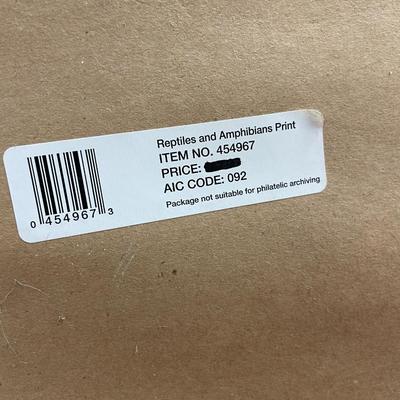 Reptiles and Amphibians Print
ITEM NO. 454967
PRICE:
AIC CODE: 092
Package not suitable for philatelic archiving
0 454967 3